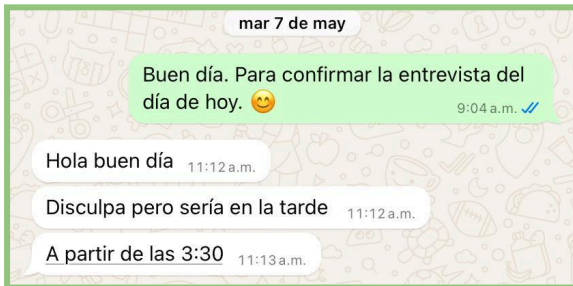 mar 7 de may
Buen día. Para confirmar la entrevista del
día de hoy. 😊
9:04 a.m.
Hola buen día 11:12 a.m.
Disculpa pero sería en la tarde 11:12 a.m.
A partir de las 3:30 11:13 a.m.